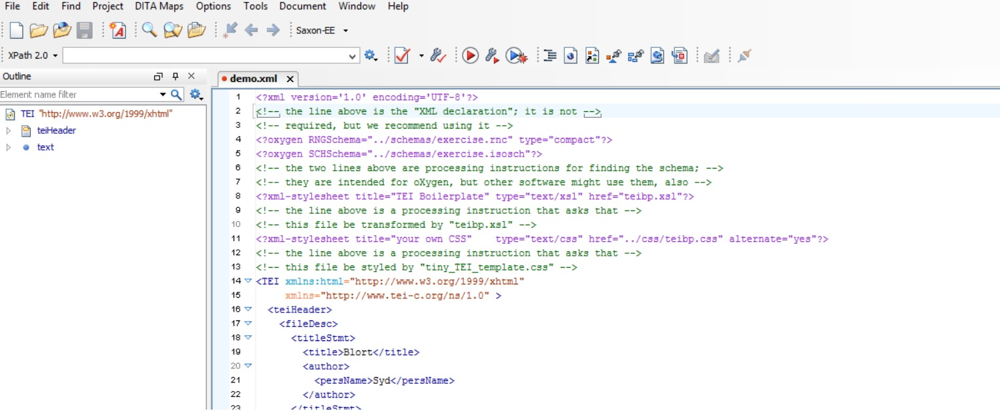 File Edit Find Project DITA Maps Options Tools Document Window Help
Saxon-EE
XPath 2.0
Outline
Element name filter
TEI "http://www.w3.org/1999/xhtml"
teiHeader
text
demo.xml
1 <?xml version='1.0' encoding='UTF-8'?>
2 <!-- the line above is the "XML declaration"; it is not -->
3 <!-- required, but we recommend using it -->
4 <?oxygen RNGSchema="../schemas/exercise.rnc" type="compact"?>
5 <?oxygen SCHSchema="../schemas/exercise.isosch"?>
6 <!-- the two lines above are processing instructions for finding the schema; -->
7 <!-- they are intended for oXygen, but other software might use them, also -->
8 <?xml-stylesheet title="TEI Boilerplate" type="text/xsl" href="teibp.xsl"?>
9 <!-- the line above is a processing instruction that asks that -->
10 <!-- this file be transformed by "teibp.xsl" -->
11 <?xml-stylesheet title="your own CSS"    type="text/css" href="../css/teibp.css" alternate="yes"?>
12 <!-- the line above is a processing instruction that asks that -->
13 <!-- this file be styled by "tiny_TEI_template.css" -->
14 <TEI xmlns:html="http://www.w3.org/1999/xhtml"
15      xmlns="http://www.tei-c.org/ns/1.0" >
16   <teiHeader>
17     <fileDesc>
18       <titleStmt>
19         <title>Blort</title>
20         <author>
21           <persName>Syd</persName>
22         </author>
23       </titleStmt>